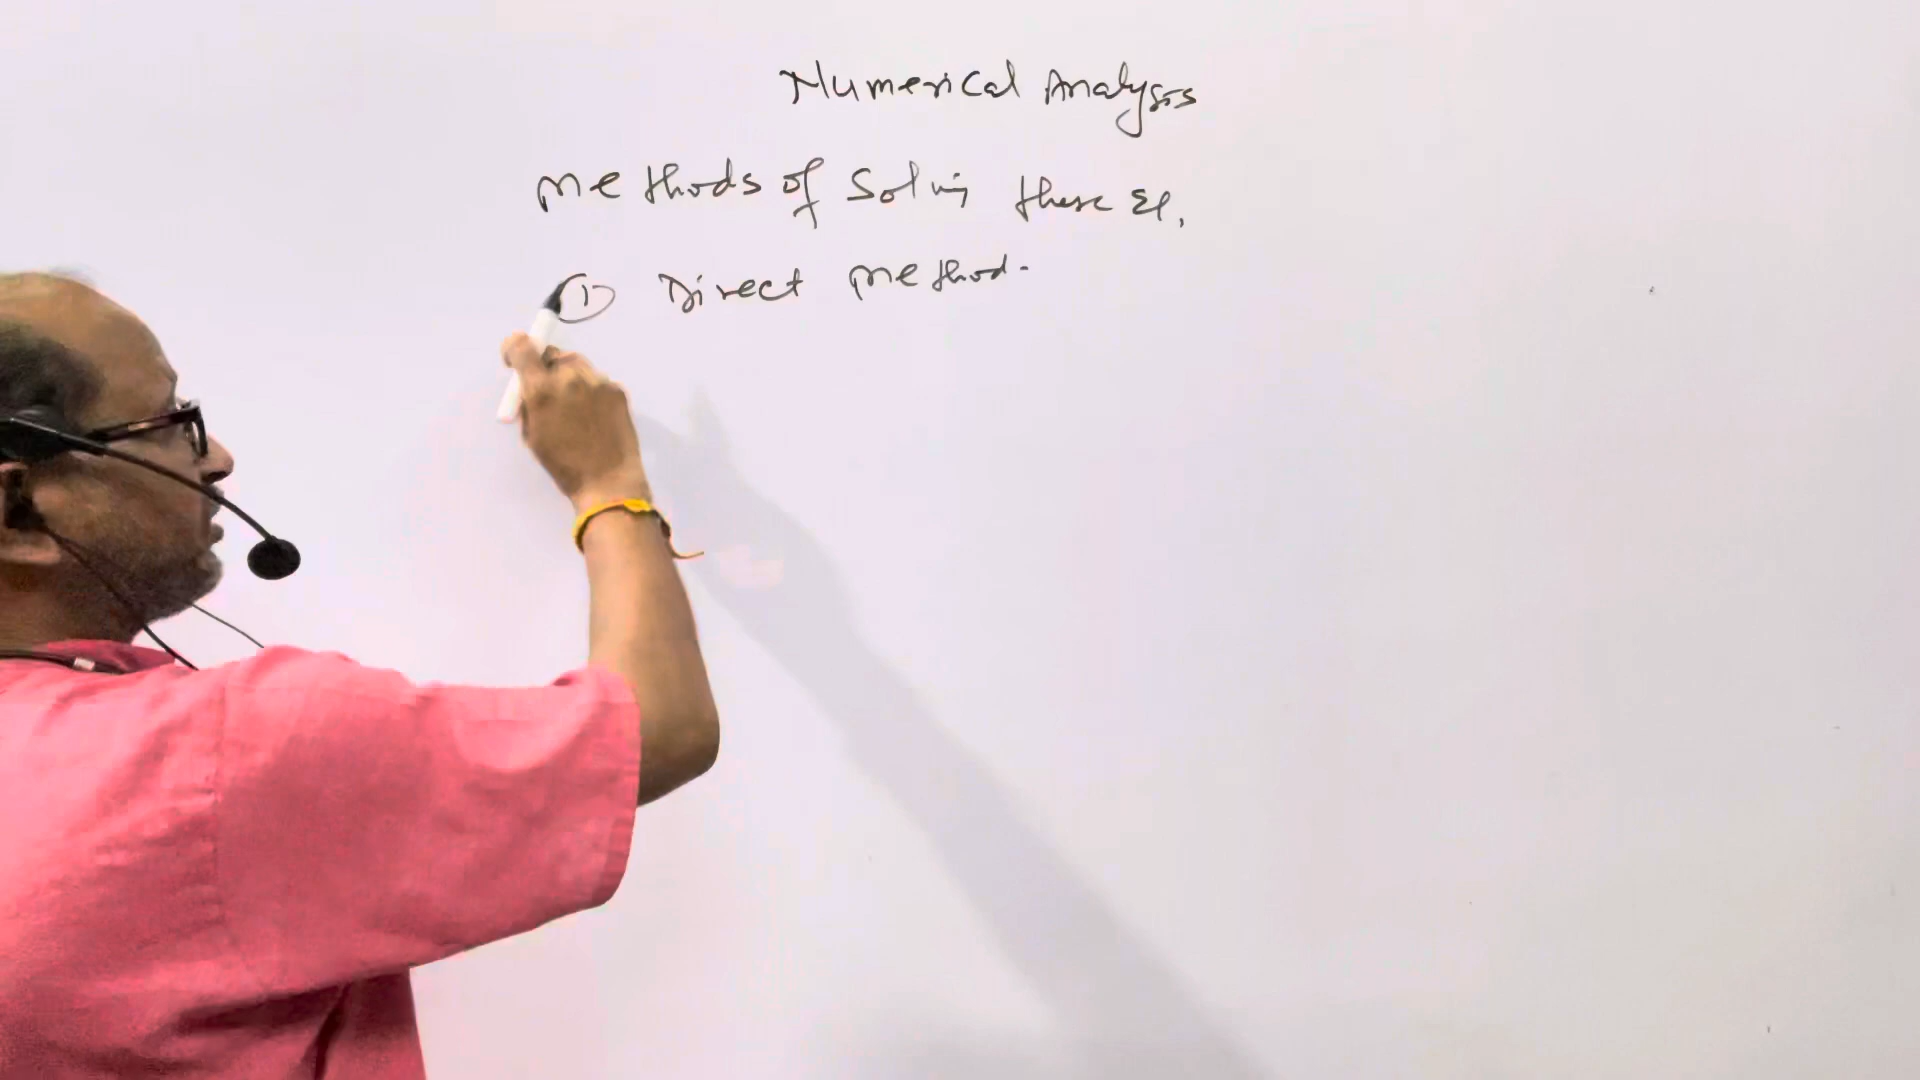 Numerical Analysis
methods of Solving these Eq.
① Direct method.